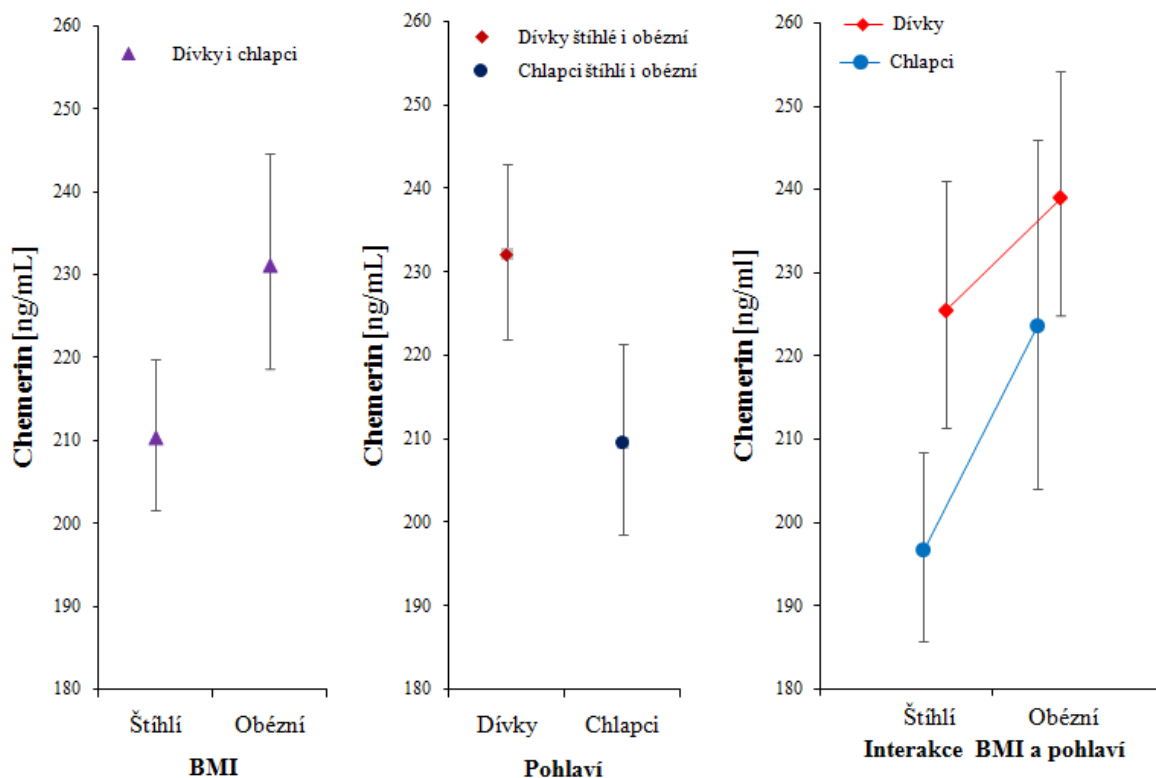 260
250
240
230
220
210
200
190
180
Chemerin [ng/mL]
Dívky i chlapci
Štíhlí
Obézní
BMI
260
250
240
230
220
210
200
190
180
Chemerin [ng/mL]
Dívky štíhlé i obézní
Chlapci štíhlí i obézní
Dívky
Chlapci
Pohlaví
260
250
240
230
220
210
200
190
180
Chemerin [ng/ml]
Dívky
Chlapci
Štíhlí
Obézní
Interakce BMI a pohlaví